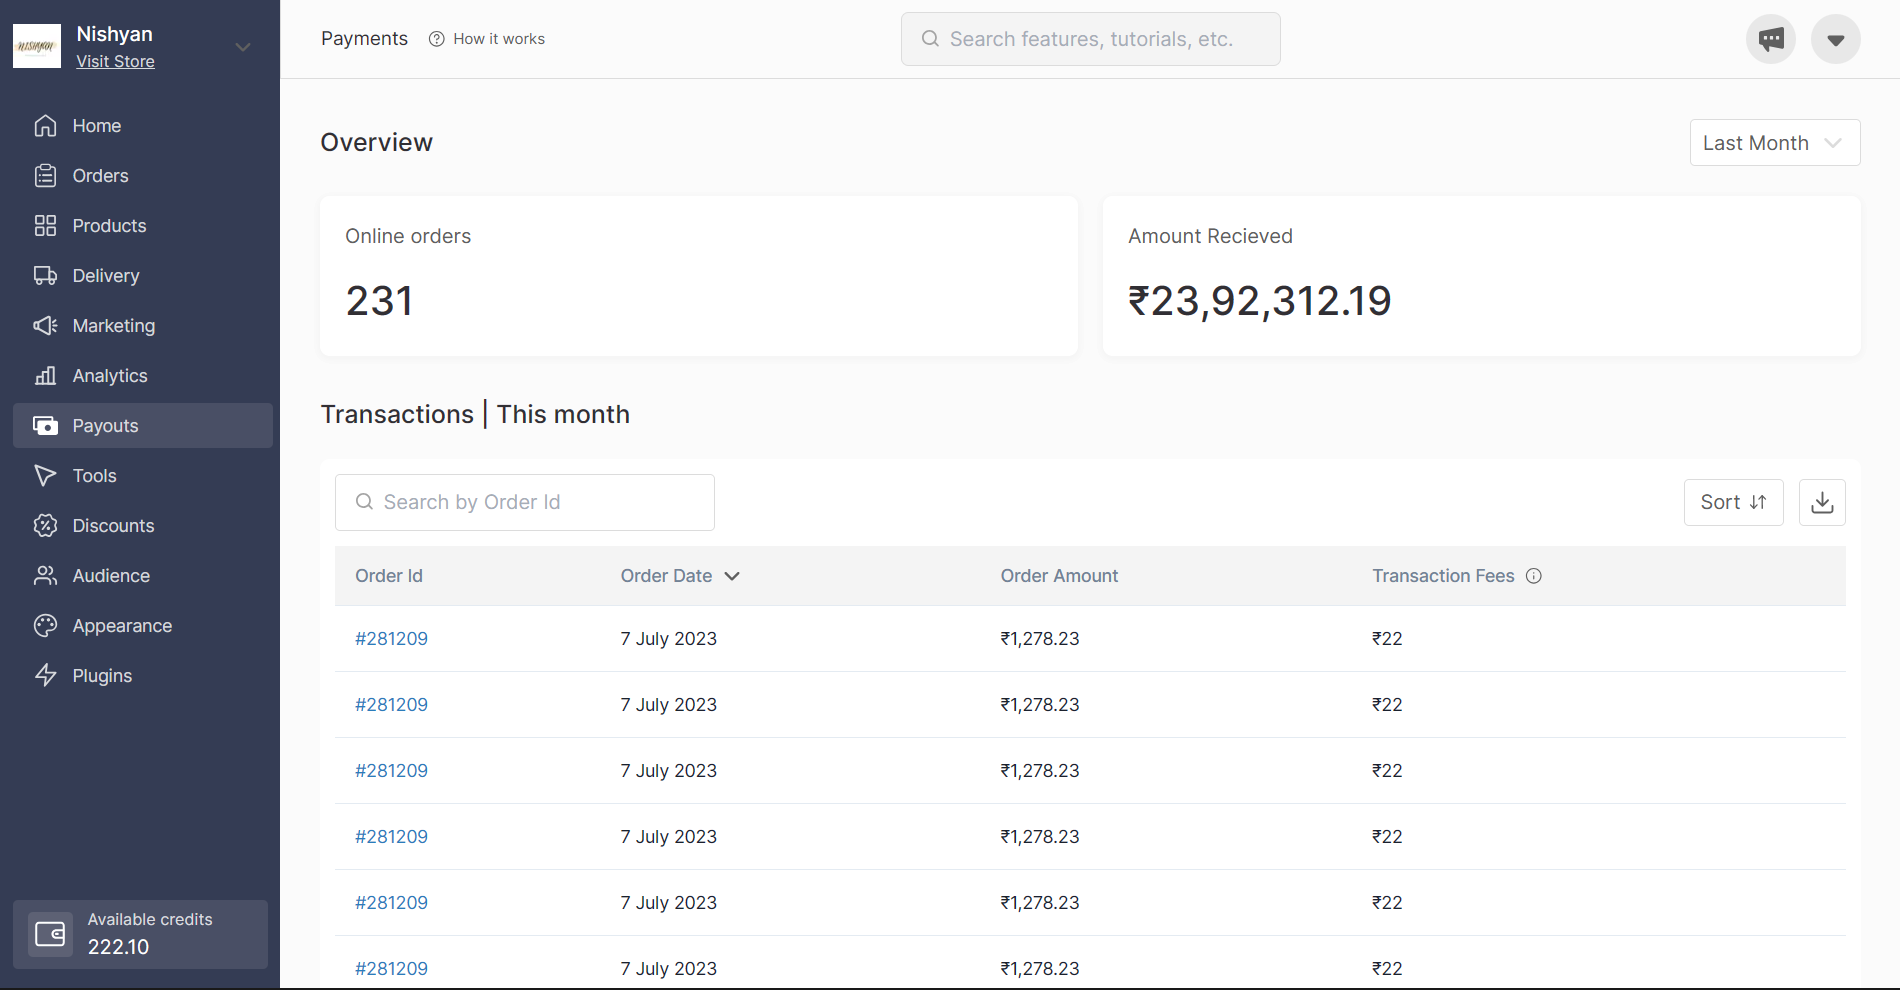 NISHYAN
Nishyan
Visit Store
Home
Orders
Products
Delivery
Marketing
Analytics
Payouts
Tools
Discounts
Audience
Appearance
Plugins
Available credits
222.10
Payments How it works
Search features, tutorials, etc.
Overview
Last Month
Online orders
231
Amount Recieved
₹23,92,312.19
Transactions | This month
Search by Order Id
Sort
Order Id Order Date Order Amount Transaction Fees
#281209 7 July 2023 ₹1,278.23 ₹22
#281209 7 July 2023 ₹1,278.23 ₹22
#281209 7 July 2023 ₹1,278.23 ₹22
#281209 7 July 2023 ₹1,278.23 ₹22
#281209 7 July 2023 ₹1,278.23 ₹22
#281209 7 July 2023 ₹1,278.23 ₹22